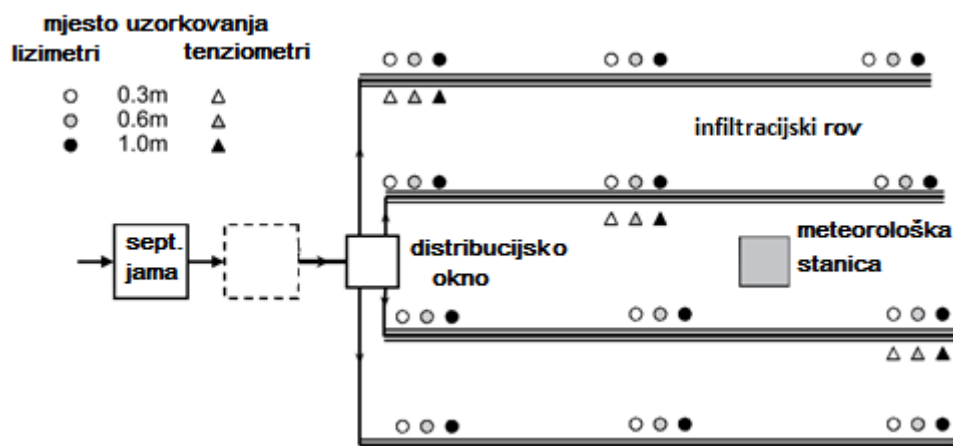 mjesto uzorkovanja
lizimetri tenziometri
0.3m
0.6m
1.0m
infiltracijski rov
sept.
jama
distribucijsko
okno
meteorološka
stanica